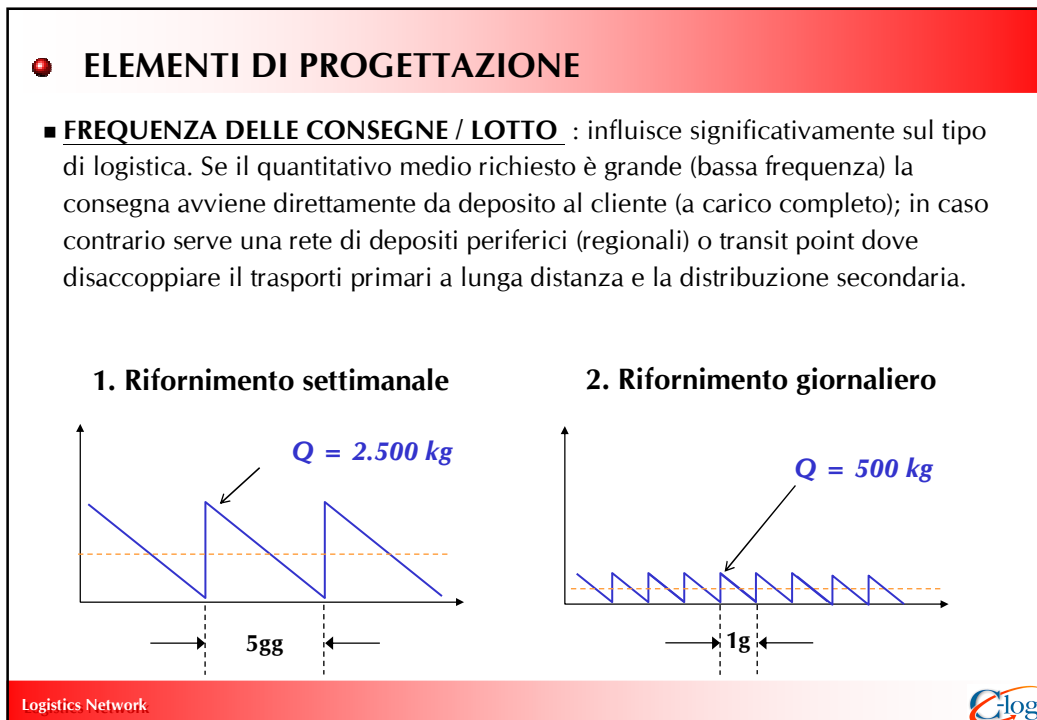 ELEMENTI DI PROGETTAZIONE
FREQUENZA DELLE CONSEGNE / LOTTO : influisce significativamente sul tipo
di logistica. Se il quantitativo medio richiesto è grande (bassa frequenza) la
consegna avviene direttamente da deposito al cliente (a carico completo); in caso
contrario serve una rete di depositi periferici (regionali) o transit point dove
disaccoppiare il trasporti primari a lunga distanza e la distribuzione secondaria.
1. Rifornimento settimanale
2. Rifornimento giornaliero
Q = 2.500 kg
Q = 500 kg
5gg
1g
Logistics Network
C-log